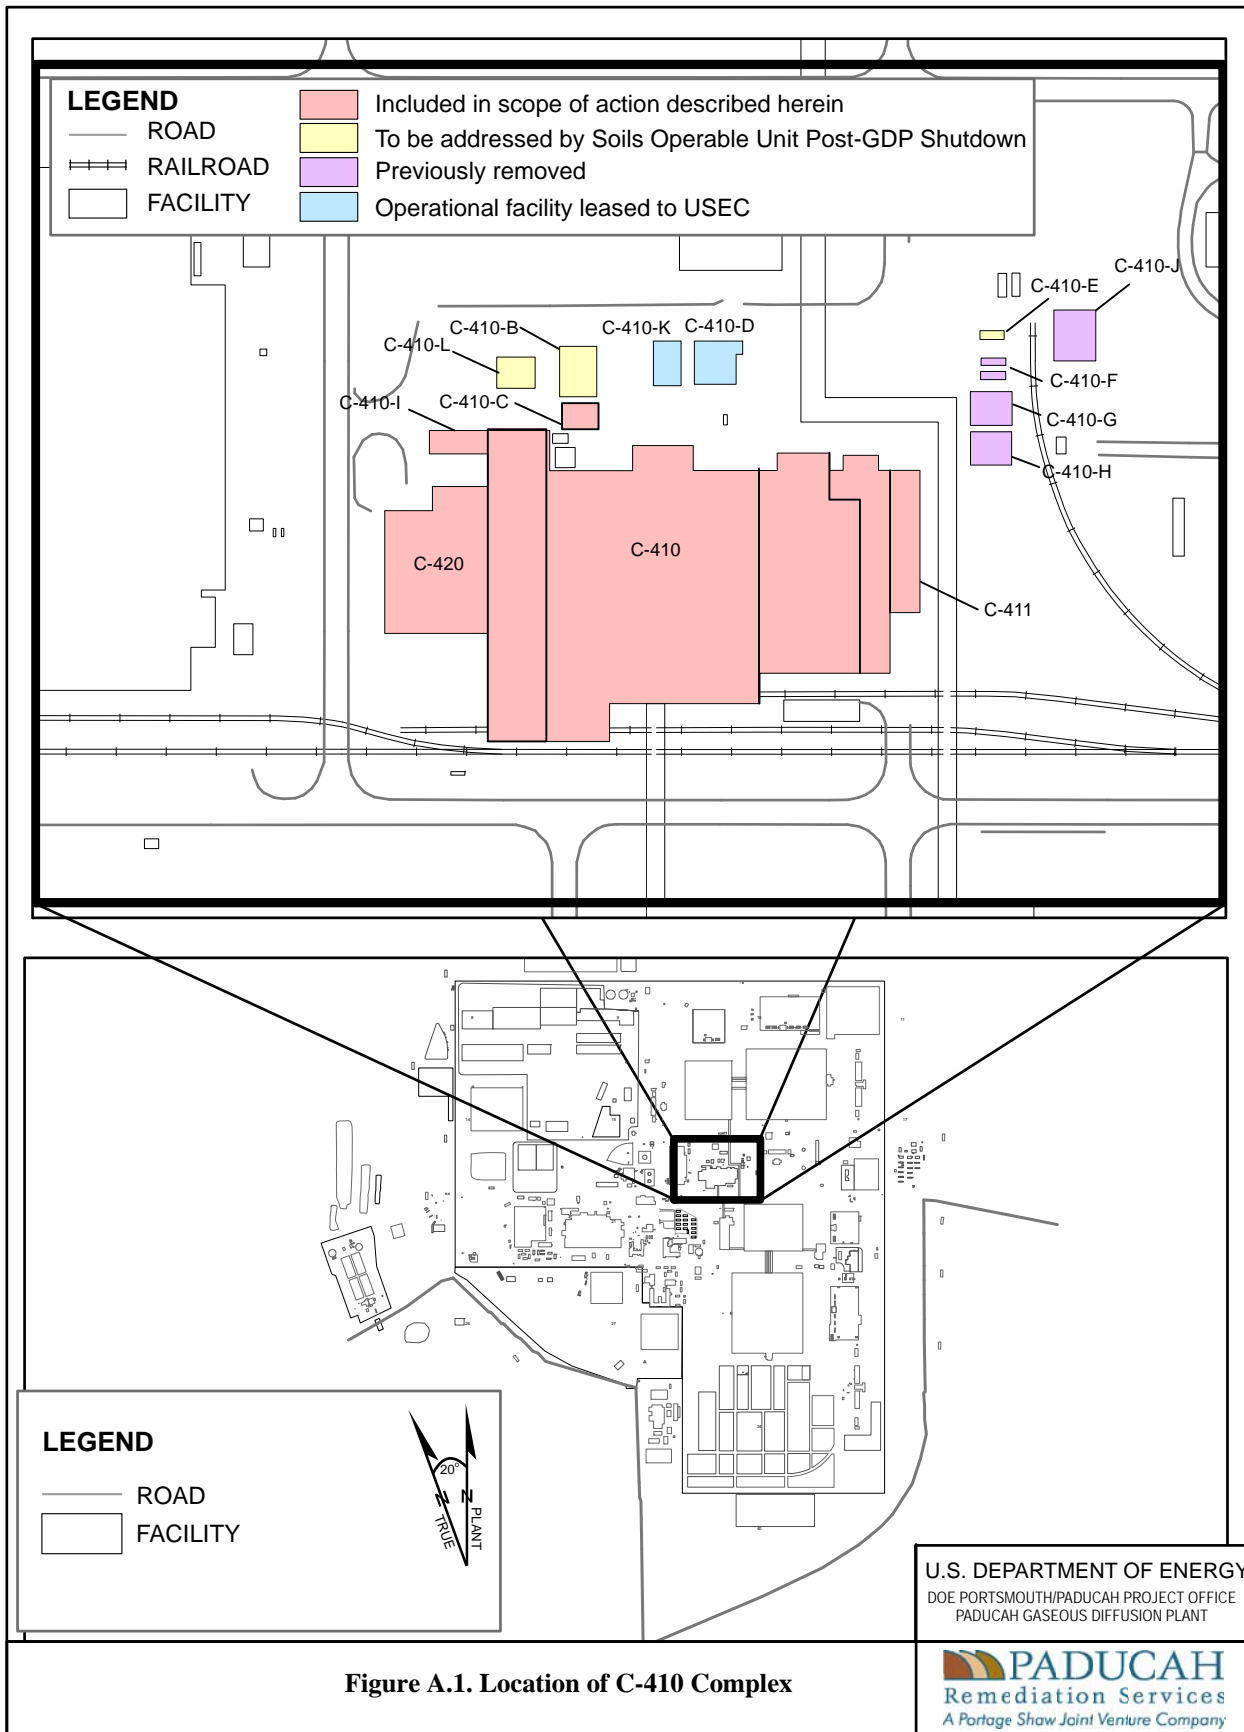 LEGEND
ROAD
RAILROAD
FACILITY
Included in scope of action described herein
To be addressed by Soils Operable Unit Post-GDP Shutdown
Previously removed
Operational facility leased to USEC
C-410-J
C-410-E
C-410-B
C-410-K
C-410-D
C-410-L
C-410-F
C-410-I
C-410-C
C-410-G
C-410-H
C-420
C-410
C-411
LEGEND
ROAD
FACILITY
20°
N
TRUE
N
PLANT
U.S. DEPARTMENT OF ENERGY
DOE PORTSMOUTH/PADUCAH PROJECT OFFICE
PADUCAH GASEOUS DIFFUSION PLANT
Figure A.1. Location of C-410 Complex
PADUCAH
Remediation Services
A Portage Shaw Joint Venture Company